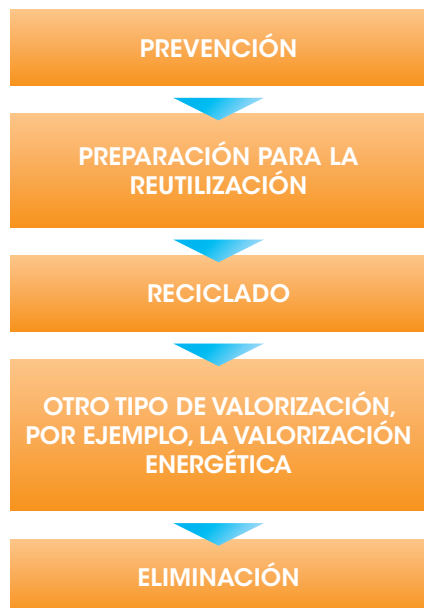 PREVENCIÓN
PREPARACIÓN PARA LA
REUTILIZACIÓN
RECICLADO
OTRO TIPO DE VALORIZACIÓN,
POR EJEMPLO, LA VALORIZACIÓN
ENERGÉTICA
ELIMINACIÓN